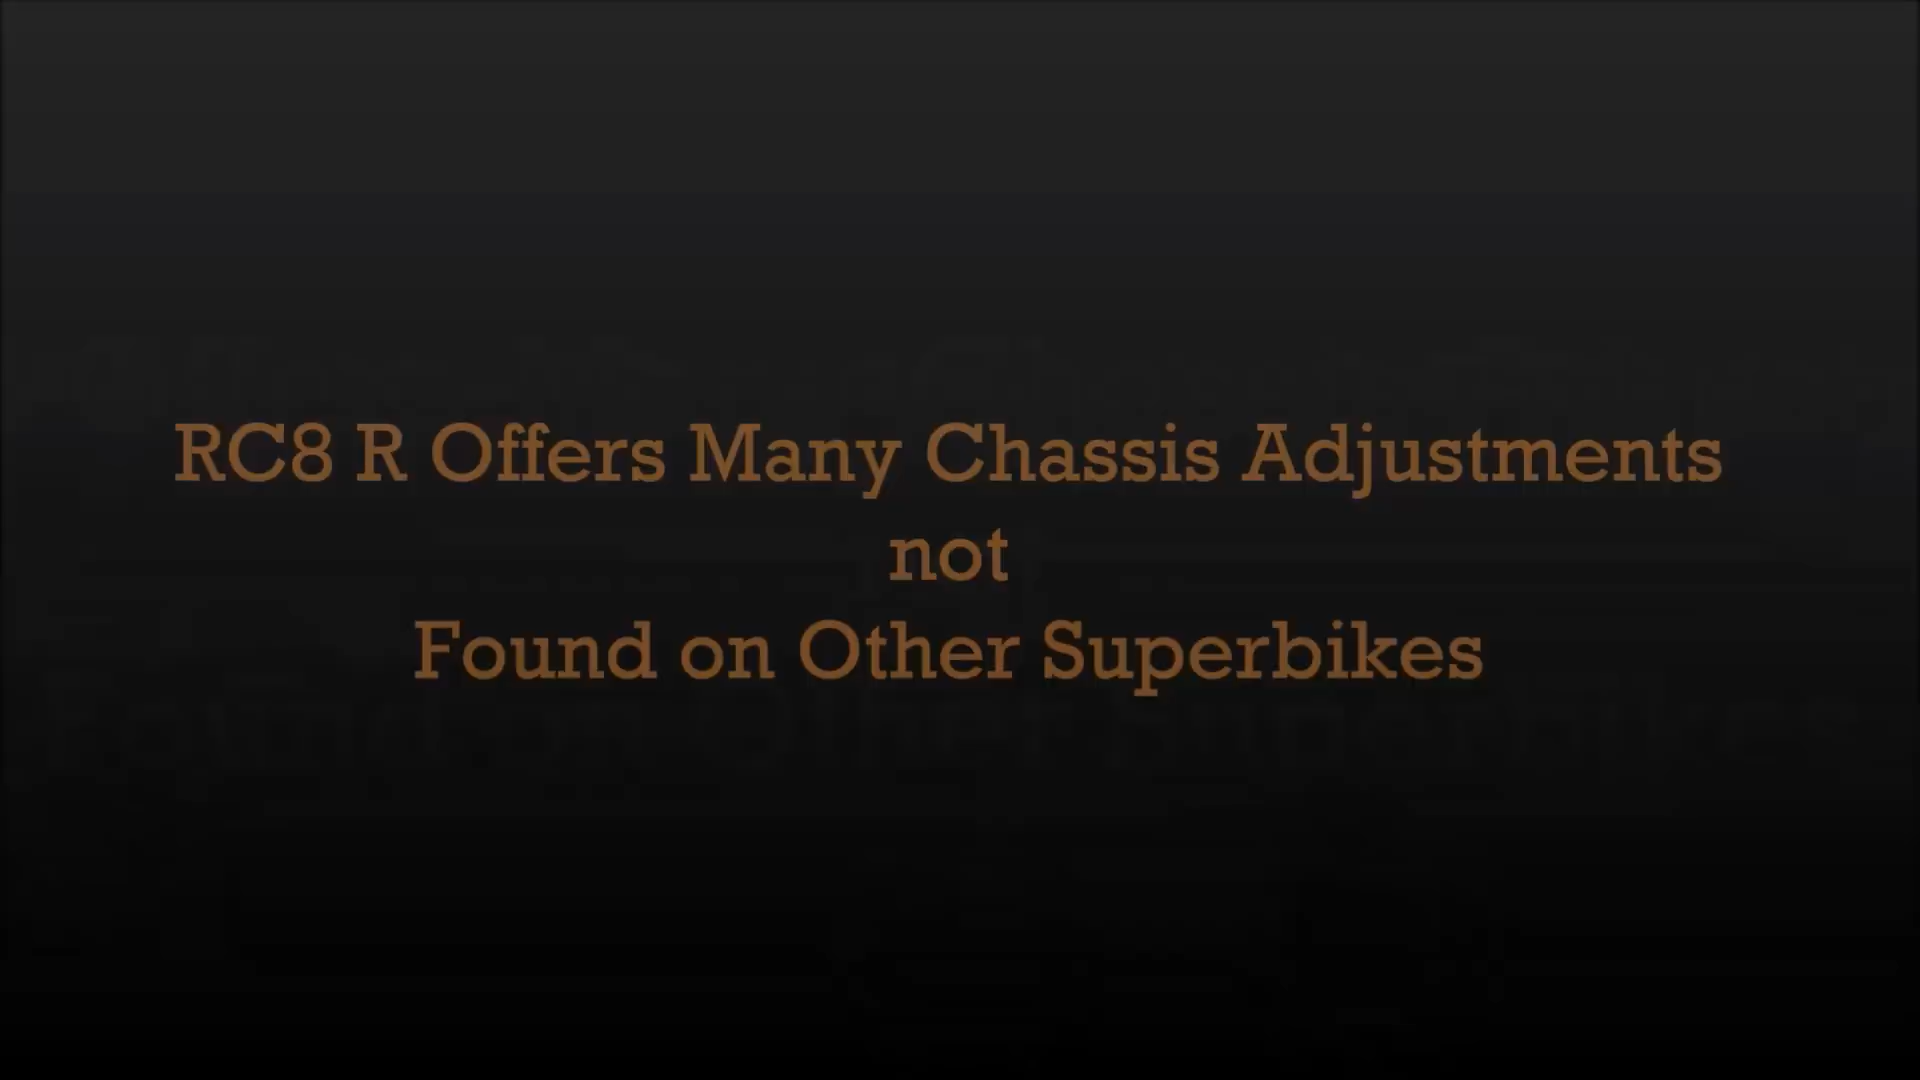 RC8 R Offers Many Chassis Adjustments
not
Found on Other Superbikes